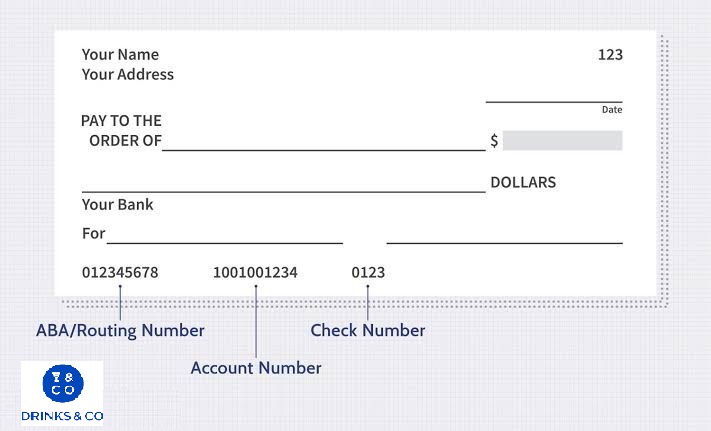 Your Name 123
Your Address
Date
PAY TO THE
ORDER OF $
DOLLARS
Your Bank
For
012345678 1001001234 0123
ABA/Routing Number Check Number
Account Number
Y &
CO
DRINKS & CO